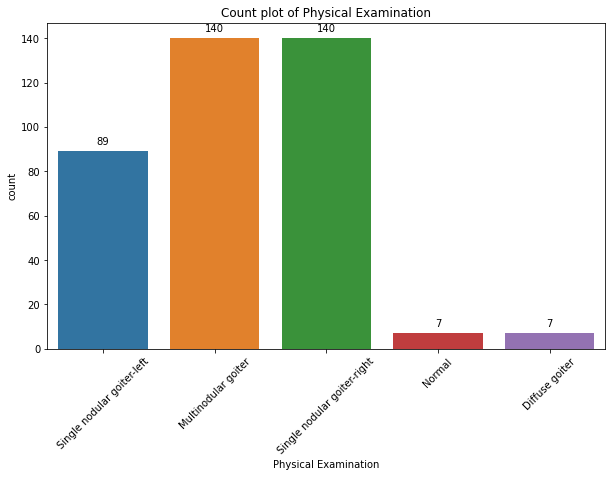 Count plot of Physical Examination
140
120
100
80
60
40
20
0
count
89
140
140
7
7
Single nodular goiter-left
Multinodular goiter
Single nodular goiter-right
Normal
Diffuse goiter
Physical Examination